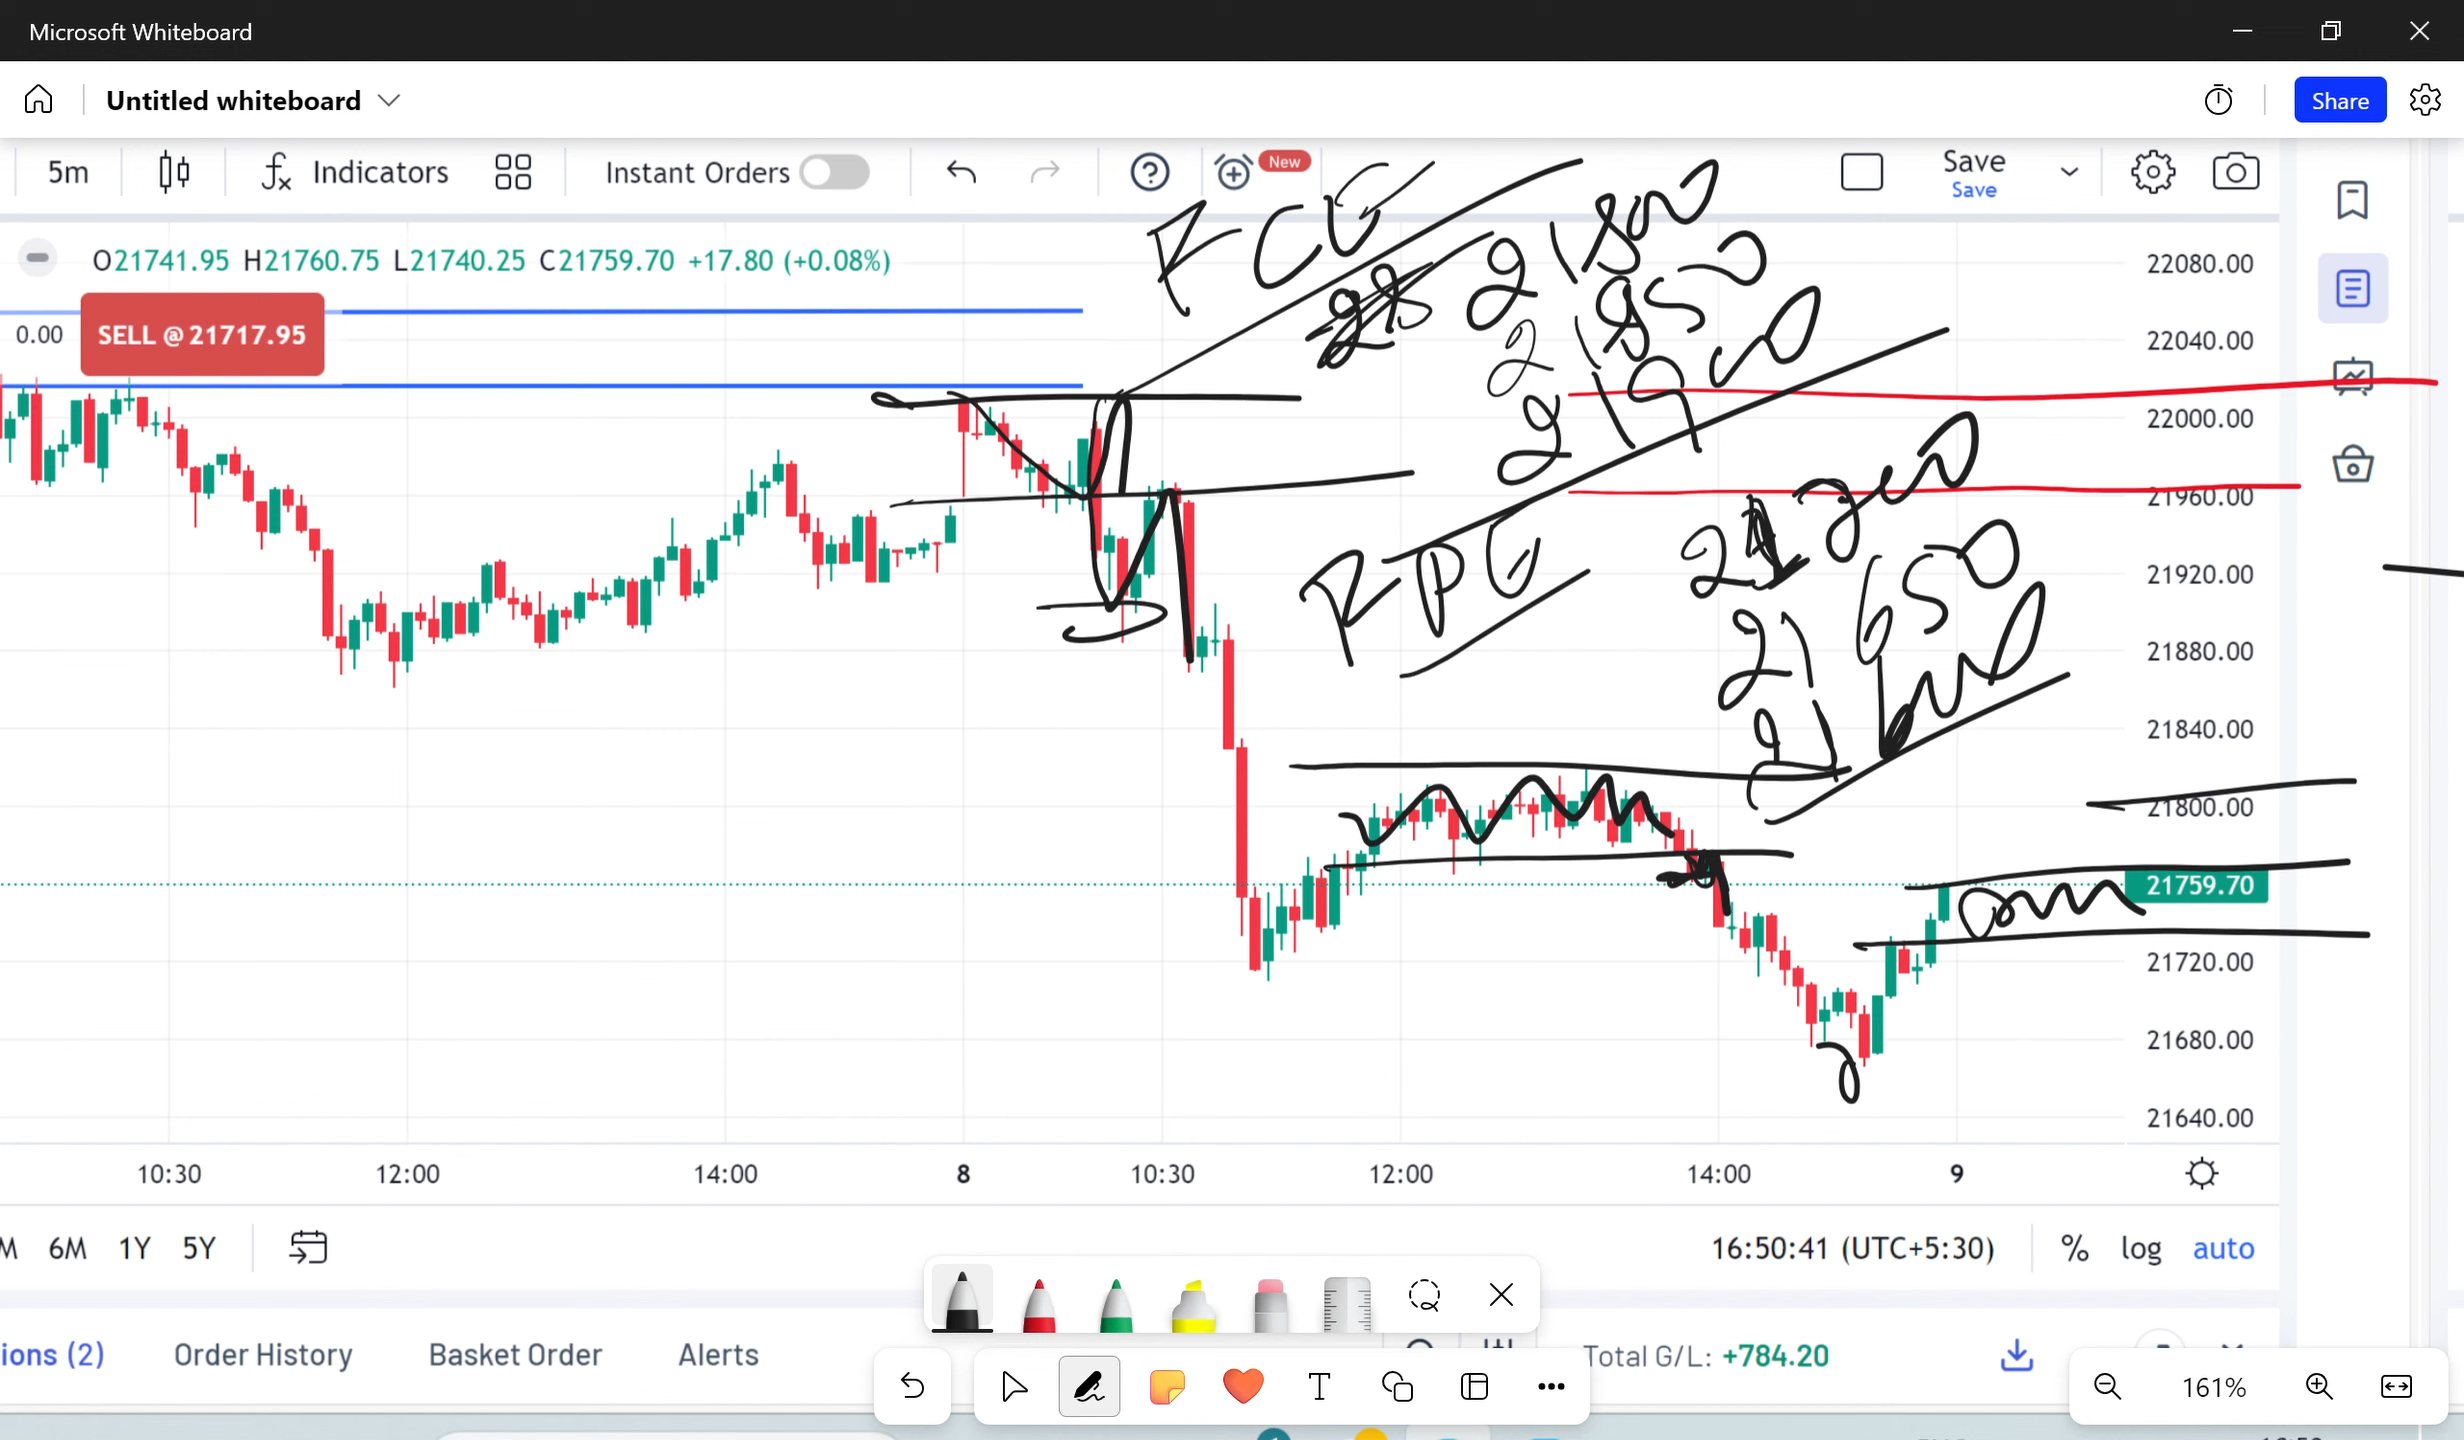 Microsoft Whiteboard
Untitled whiteboard
Share
5m
Indicators
Instant Orders
New
Save
Save
O21741.95 H21760.75 L21740.25 C21759.70 +17.80 (+0.08%)
0.00
SELL @ 21717.95
21800
21850
21900
21650
22080.00
22040.00
22000.00
21960.00
21920.00
21880.00
21840.00
21800.00
21759.70
21720.00
21680.00
21640.00
10:30
12:00
14:00
8
10:30
12:00
14:00
9
M
6M
1Y
5Y
16:50:41 (UTC+5:30)
%
log
auto
ions (2)
Order History
Basket Order
Alerts
Total G/L: +784.20
161%